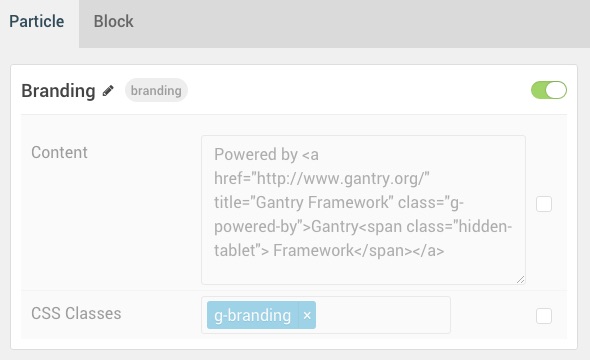 Particle Block
Branding branding
Content
Powered by <a
href="http://www.gantry.org/"
title="Gantry Framework" class="g-
powered-by">Gantry<span class="hidden-
tablet"> Framework</span></a>
CSS Classes g-branding ×